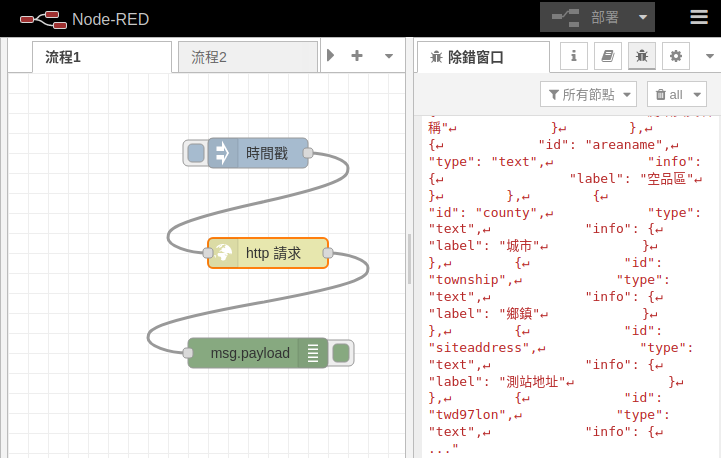 Node-RED
部署
流程1
流程2
除錯窗口
i
所有節點
all
時間戳
http 請求
msg.payload
稱"↵ }↵ },↵
{↵ "id": "areaname",↵
"type": "text",↵ "info":
{↵ "label": "空品區"↵
}↵ },↵ {↵
"id": "county",↵ "type":
"text",↵ "info": {↵
"label": "城市"↵ }↵
},↵ {↵ "id":
"township",↵ "type":
"text",↵ "info": {↵
"label": "鄉鎮"↵ }↵
},↵ {↵ "id":
"siteaddress",↵ "type":
"text",↵ "info": {↵
"label": "測站地址"↵ }↵
},↵ {↵ "id":
"twd97lon",↵ "type":
"text",↵ "info": {↵
..."